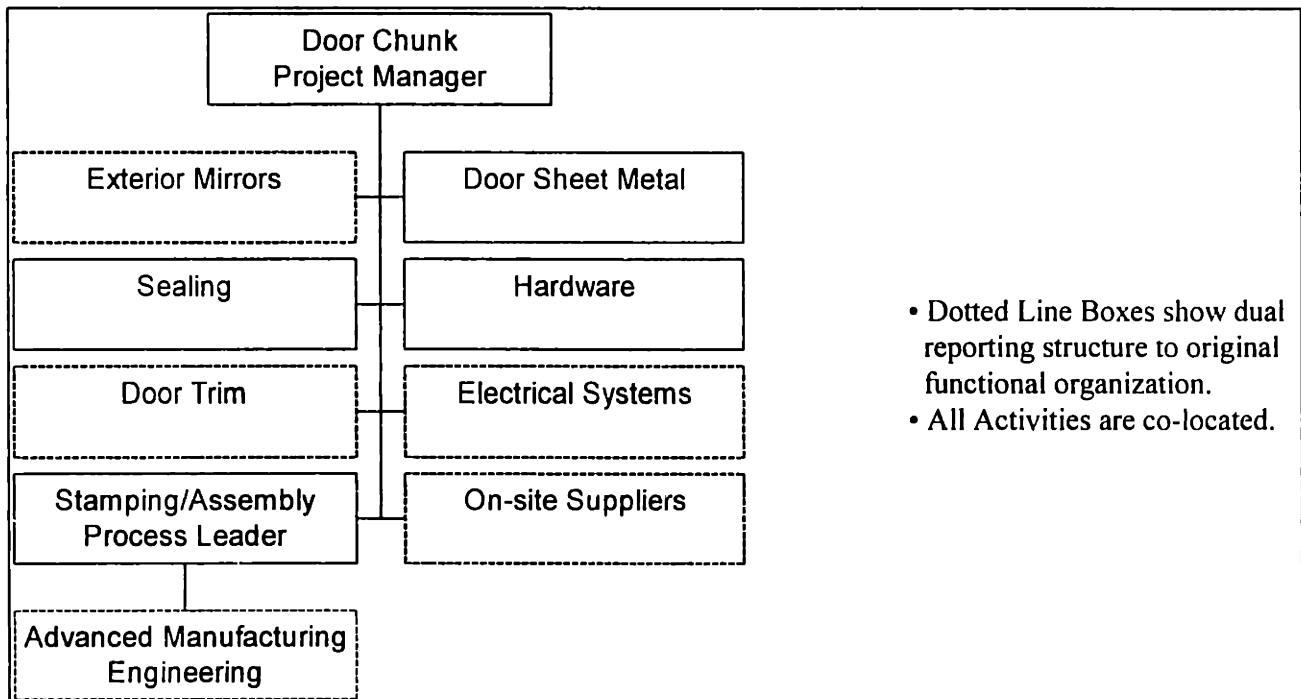 Door Chunk
Project Manager
Exterior Mirrors
Door Sheet Metal
Sealing
Hardware
Door Trim
Electrical Systems
Stamping/Assembly
Process Leader
On-site Suppliers
Advanced Manufacturing
Engineering
• Dotted Line Boxes show dual
reporting structure to original
functional organization.
• All Activities are co-located.